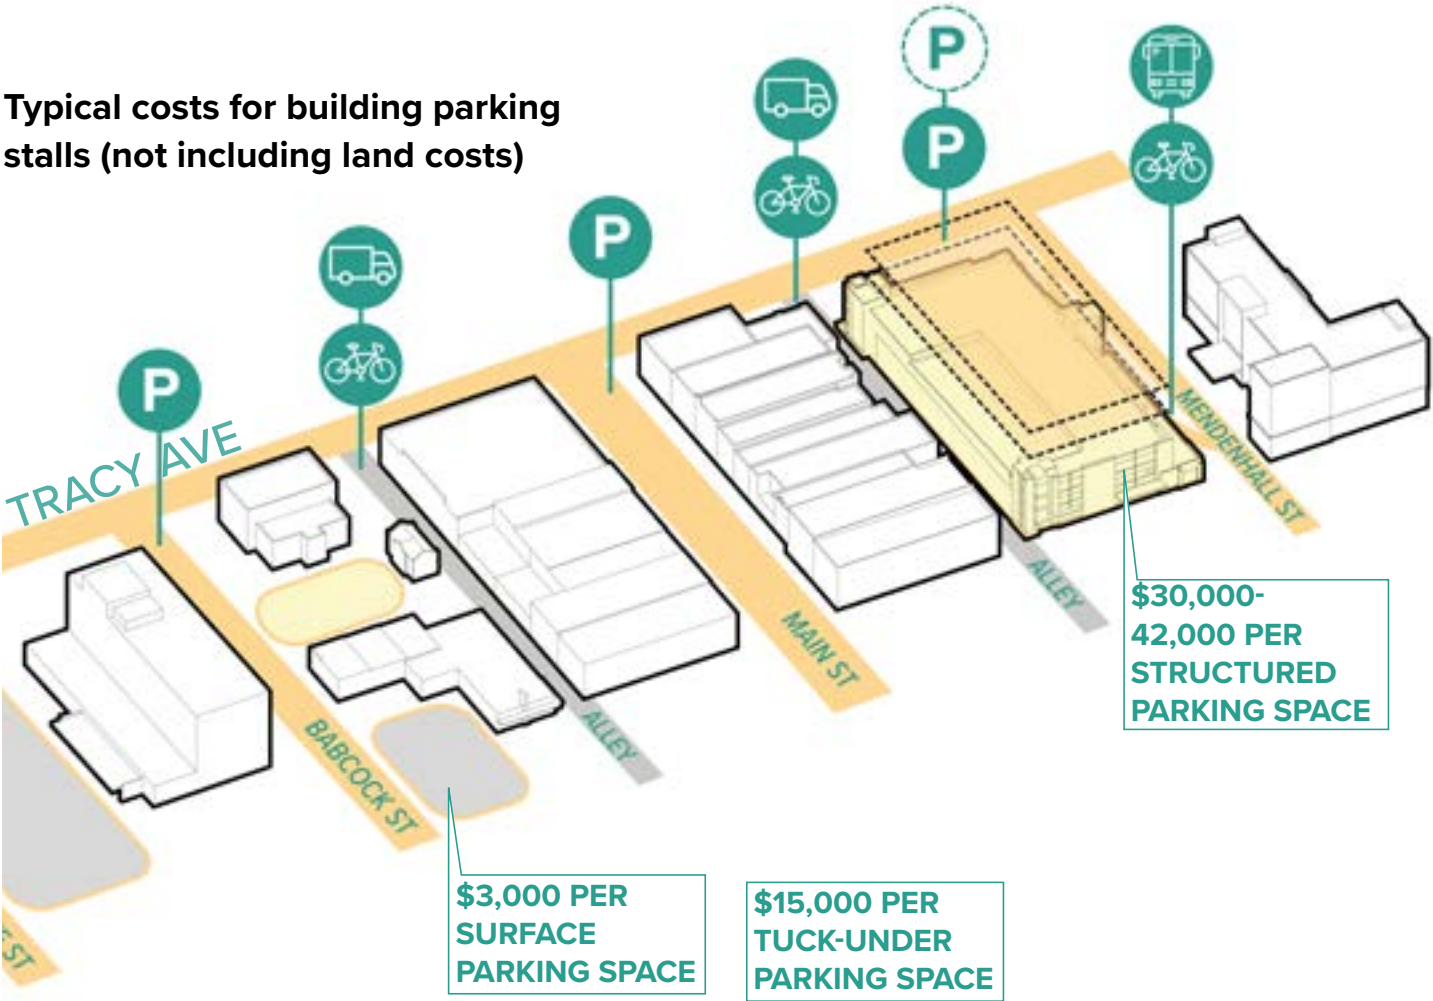 Typical costs for building parking
stalls (not including land costs)
P
P
P
P
P
TRACY AVE
MENDENHALL ST
ALLEY
MAIN ST
ALLEY
BABCOCK ST
ST
$30,000-
42,000 PER
STRUCTURED
PARKING SPACE
$3,000 PER
SURFACE
PARKING SPACE
$15,000 PER
TUCK-UNDER
PARKING SPACE